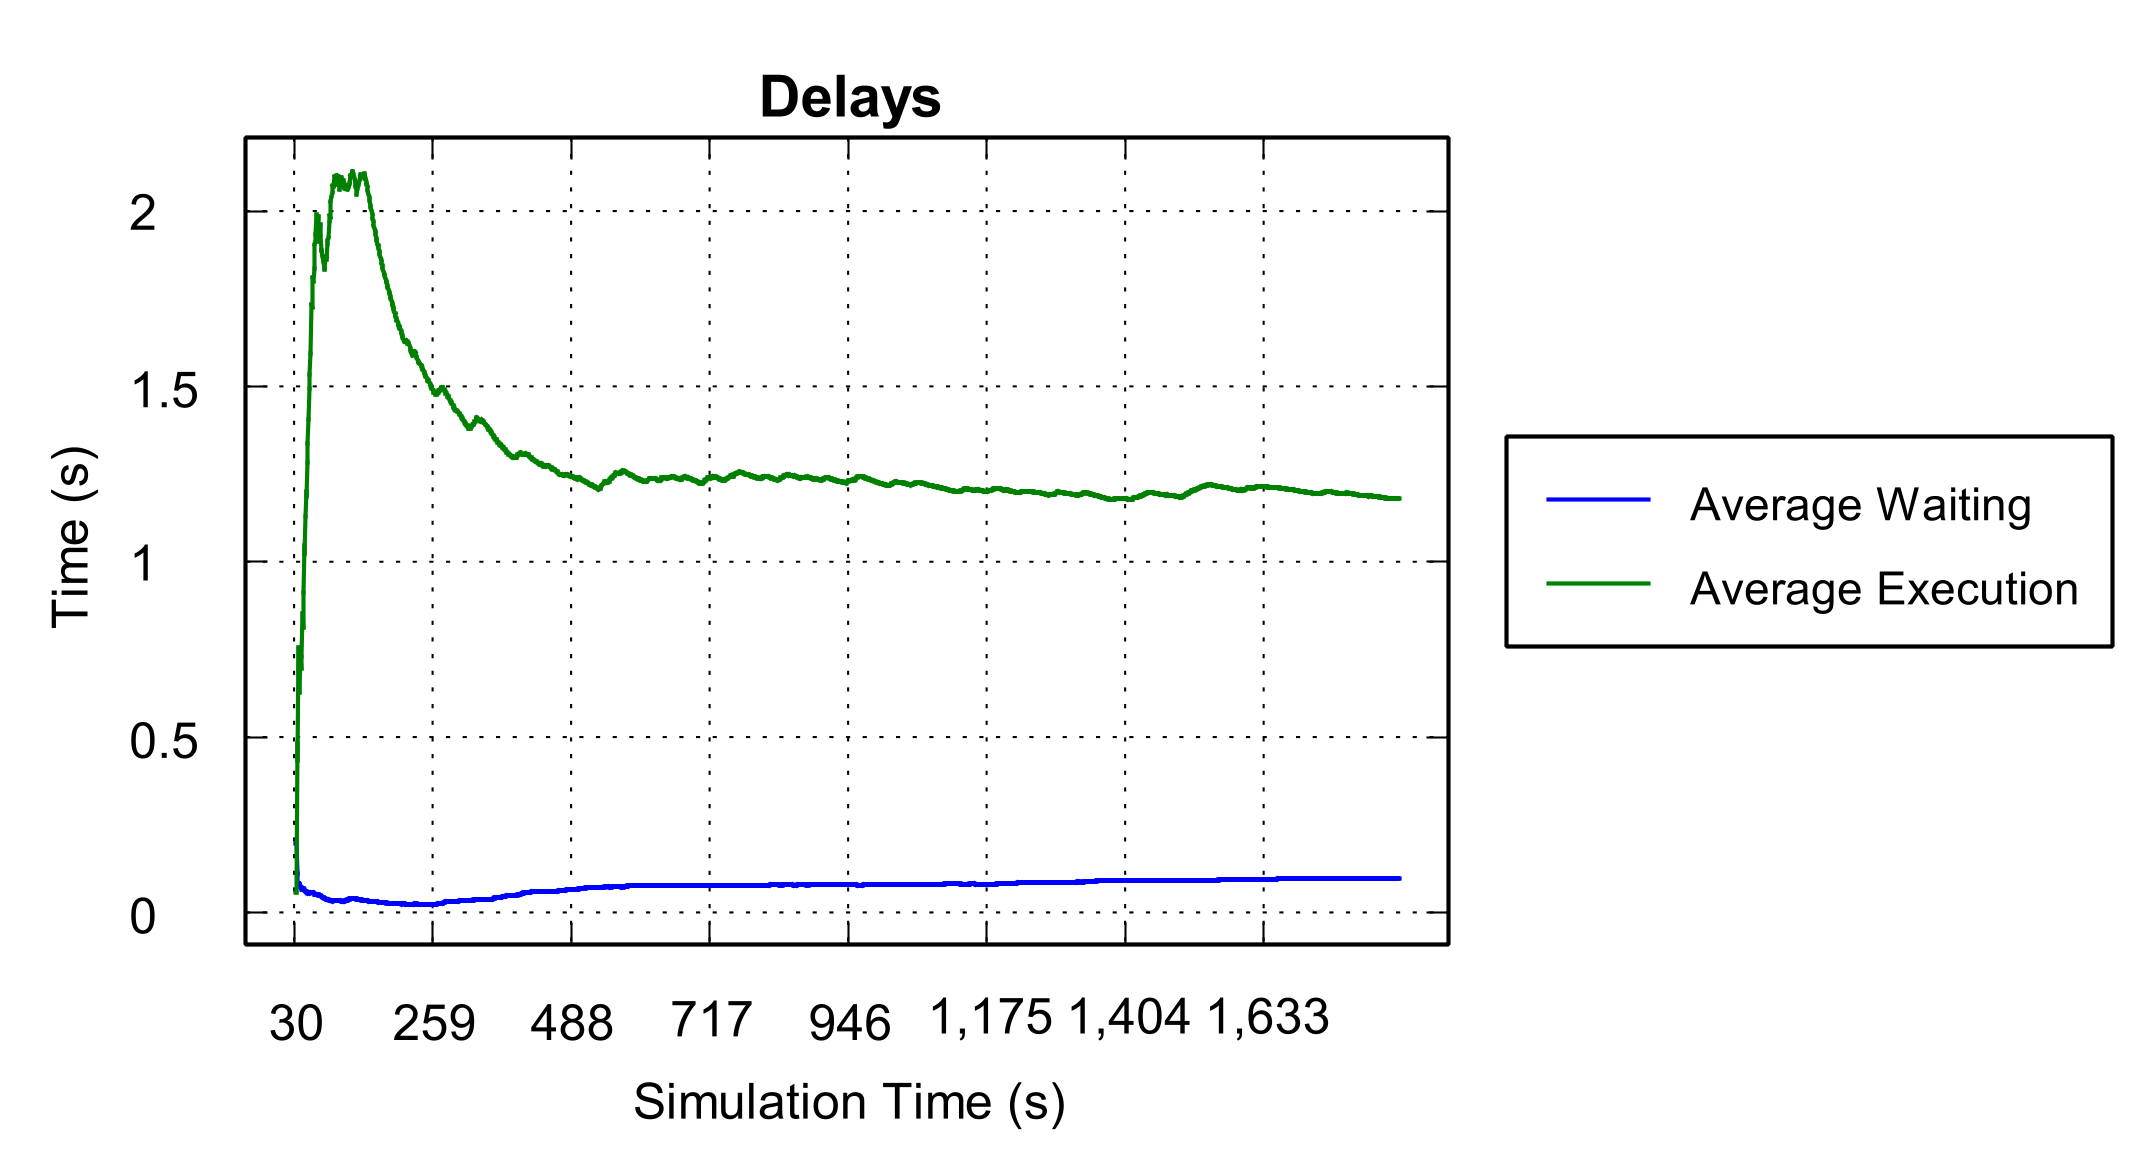 Delays
2
1.5
1
0.5
0
Time (s)
30 259 488 717 946 1,175 1,404 1,633
Simulation Time (s)
Average Waiting
Average Execution